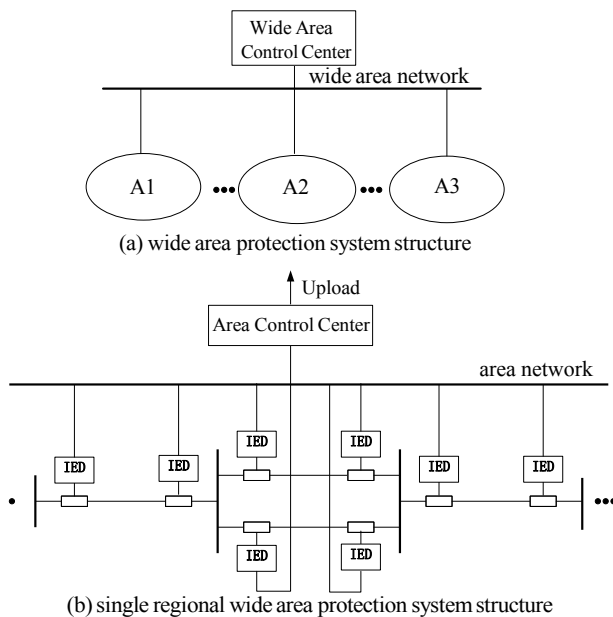 Wide Area
Control Center
wide area network
A1
A2
A3
(a) wide area protection system structure
Upload
Area Control Center
area network
IED
IED
IED
IED
IED
IED
IED
IED
(b) single regional wide area protection system structure